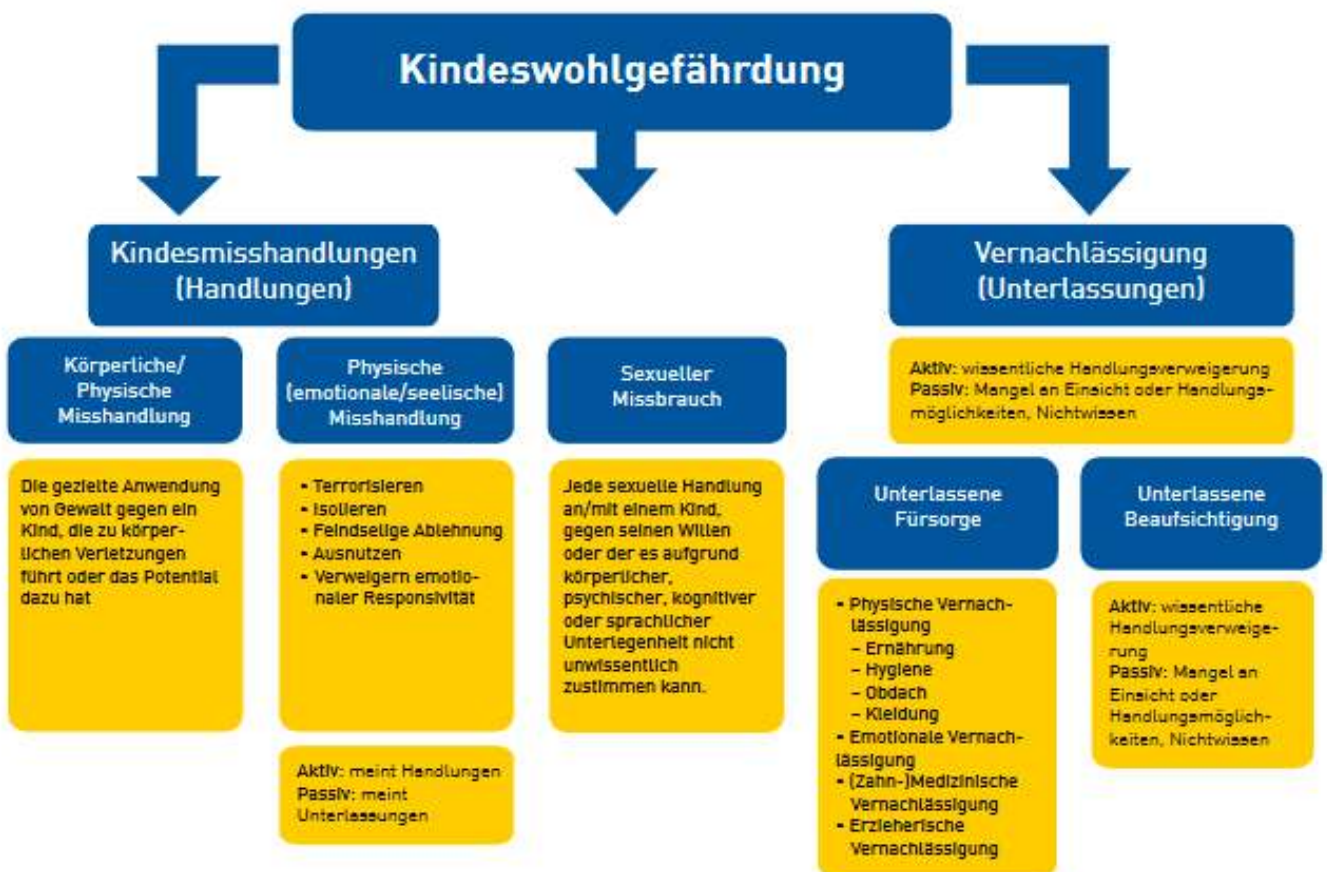 Kindeswohlgefährdung
Kindesmisshandlungen
(Handlungen)
Körperliche/
Physische
Misshandlung
Die gezielte Anwendung
von Gewalt gegen ein
Kind, die zu körper-
lichen Verletzungen
führt oder das Potential
dazu hat
Physische
(emotionale/seelische)
Misshandlung
- Terrorisieren
- Isolieren
- Feindselige Ablehnung
- Ausnutzen
- Verweigern emotio-
naler Responsivität
Aktiv: meint Handlungen
Passiv: meint
Unterlassungen
Sexueller
Missbrauch
Jede sexuelle Handlung
an/mit einem Kind,
gegen seinen Willen
oder der es aufgrund
körperlicher,
psychischer, kognitiver
oder sprachlicher
Unterlegenheit nicht
unwissentlich
zustimmen kann.
Vernachlässigung
(Unterlassungen)
Aktiv: wissentliche Handlungsverweigerung
Passiv: Mangel an Einsicht oder Handlungs-
möglichkeiten, Nichtwissen
Unterlassene
Fürsorge
- Physische Vernach-
lässigung
– Ernährung
– Hygiene
– Obdach
– Kleidung
- Emotionale Vernach-
lässigung
- (Zahn-)Medizinische
Vernachlässigung
- Erzieherische
Vernachlässigung
Unterlassene
Beaufsichtigung
Aktiv: wissentliche
Handlungsverweige-
rung
Passiv: Mangel an
Einsicht oder
Handlungsmöglich-
keiten, Nichtwissen